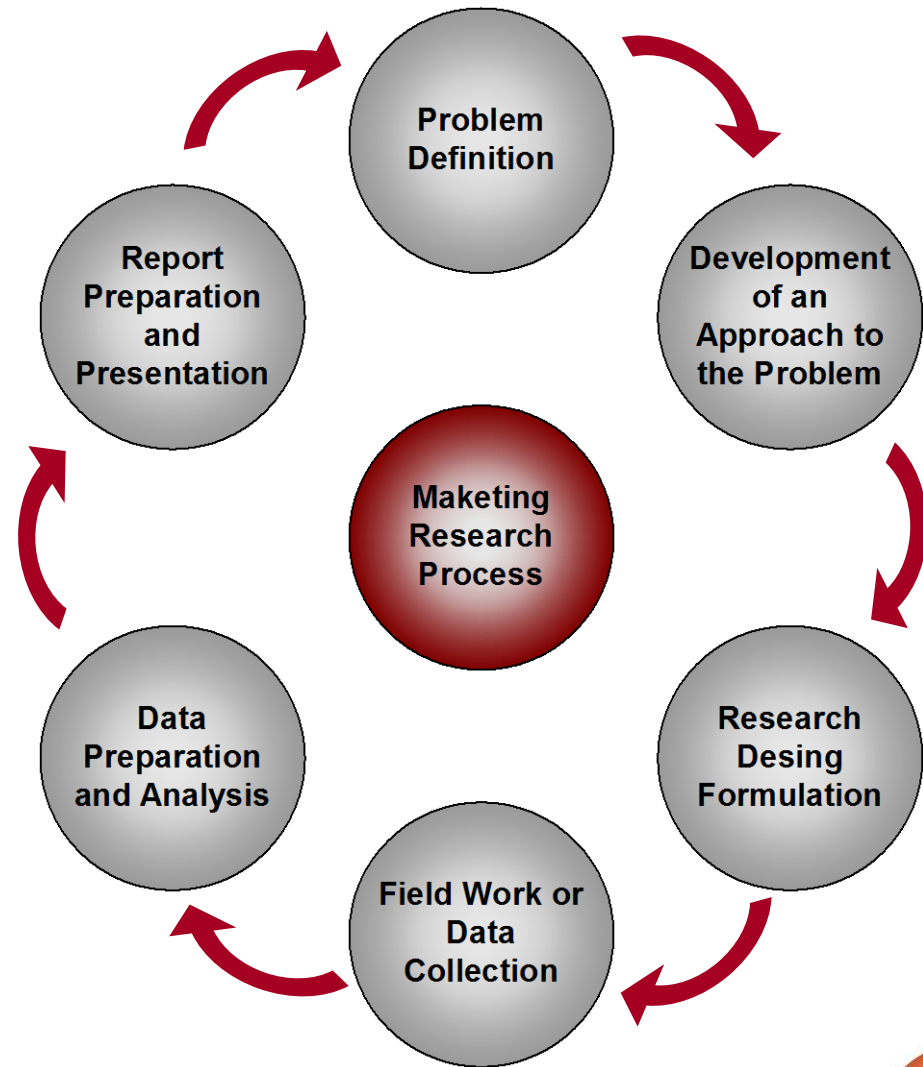 Problem
Definition
Development
of an
Approach to
the Problem
Research
Desing
Formulation
Field Work or
Data
Collection
Data
Preparation
and Analysis
Report
Preparation
and
Presentation
Maketing
Research
Process